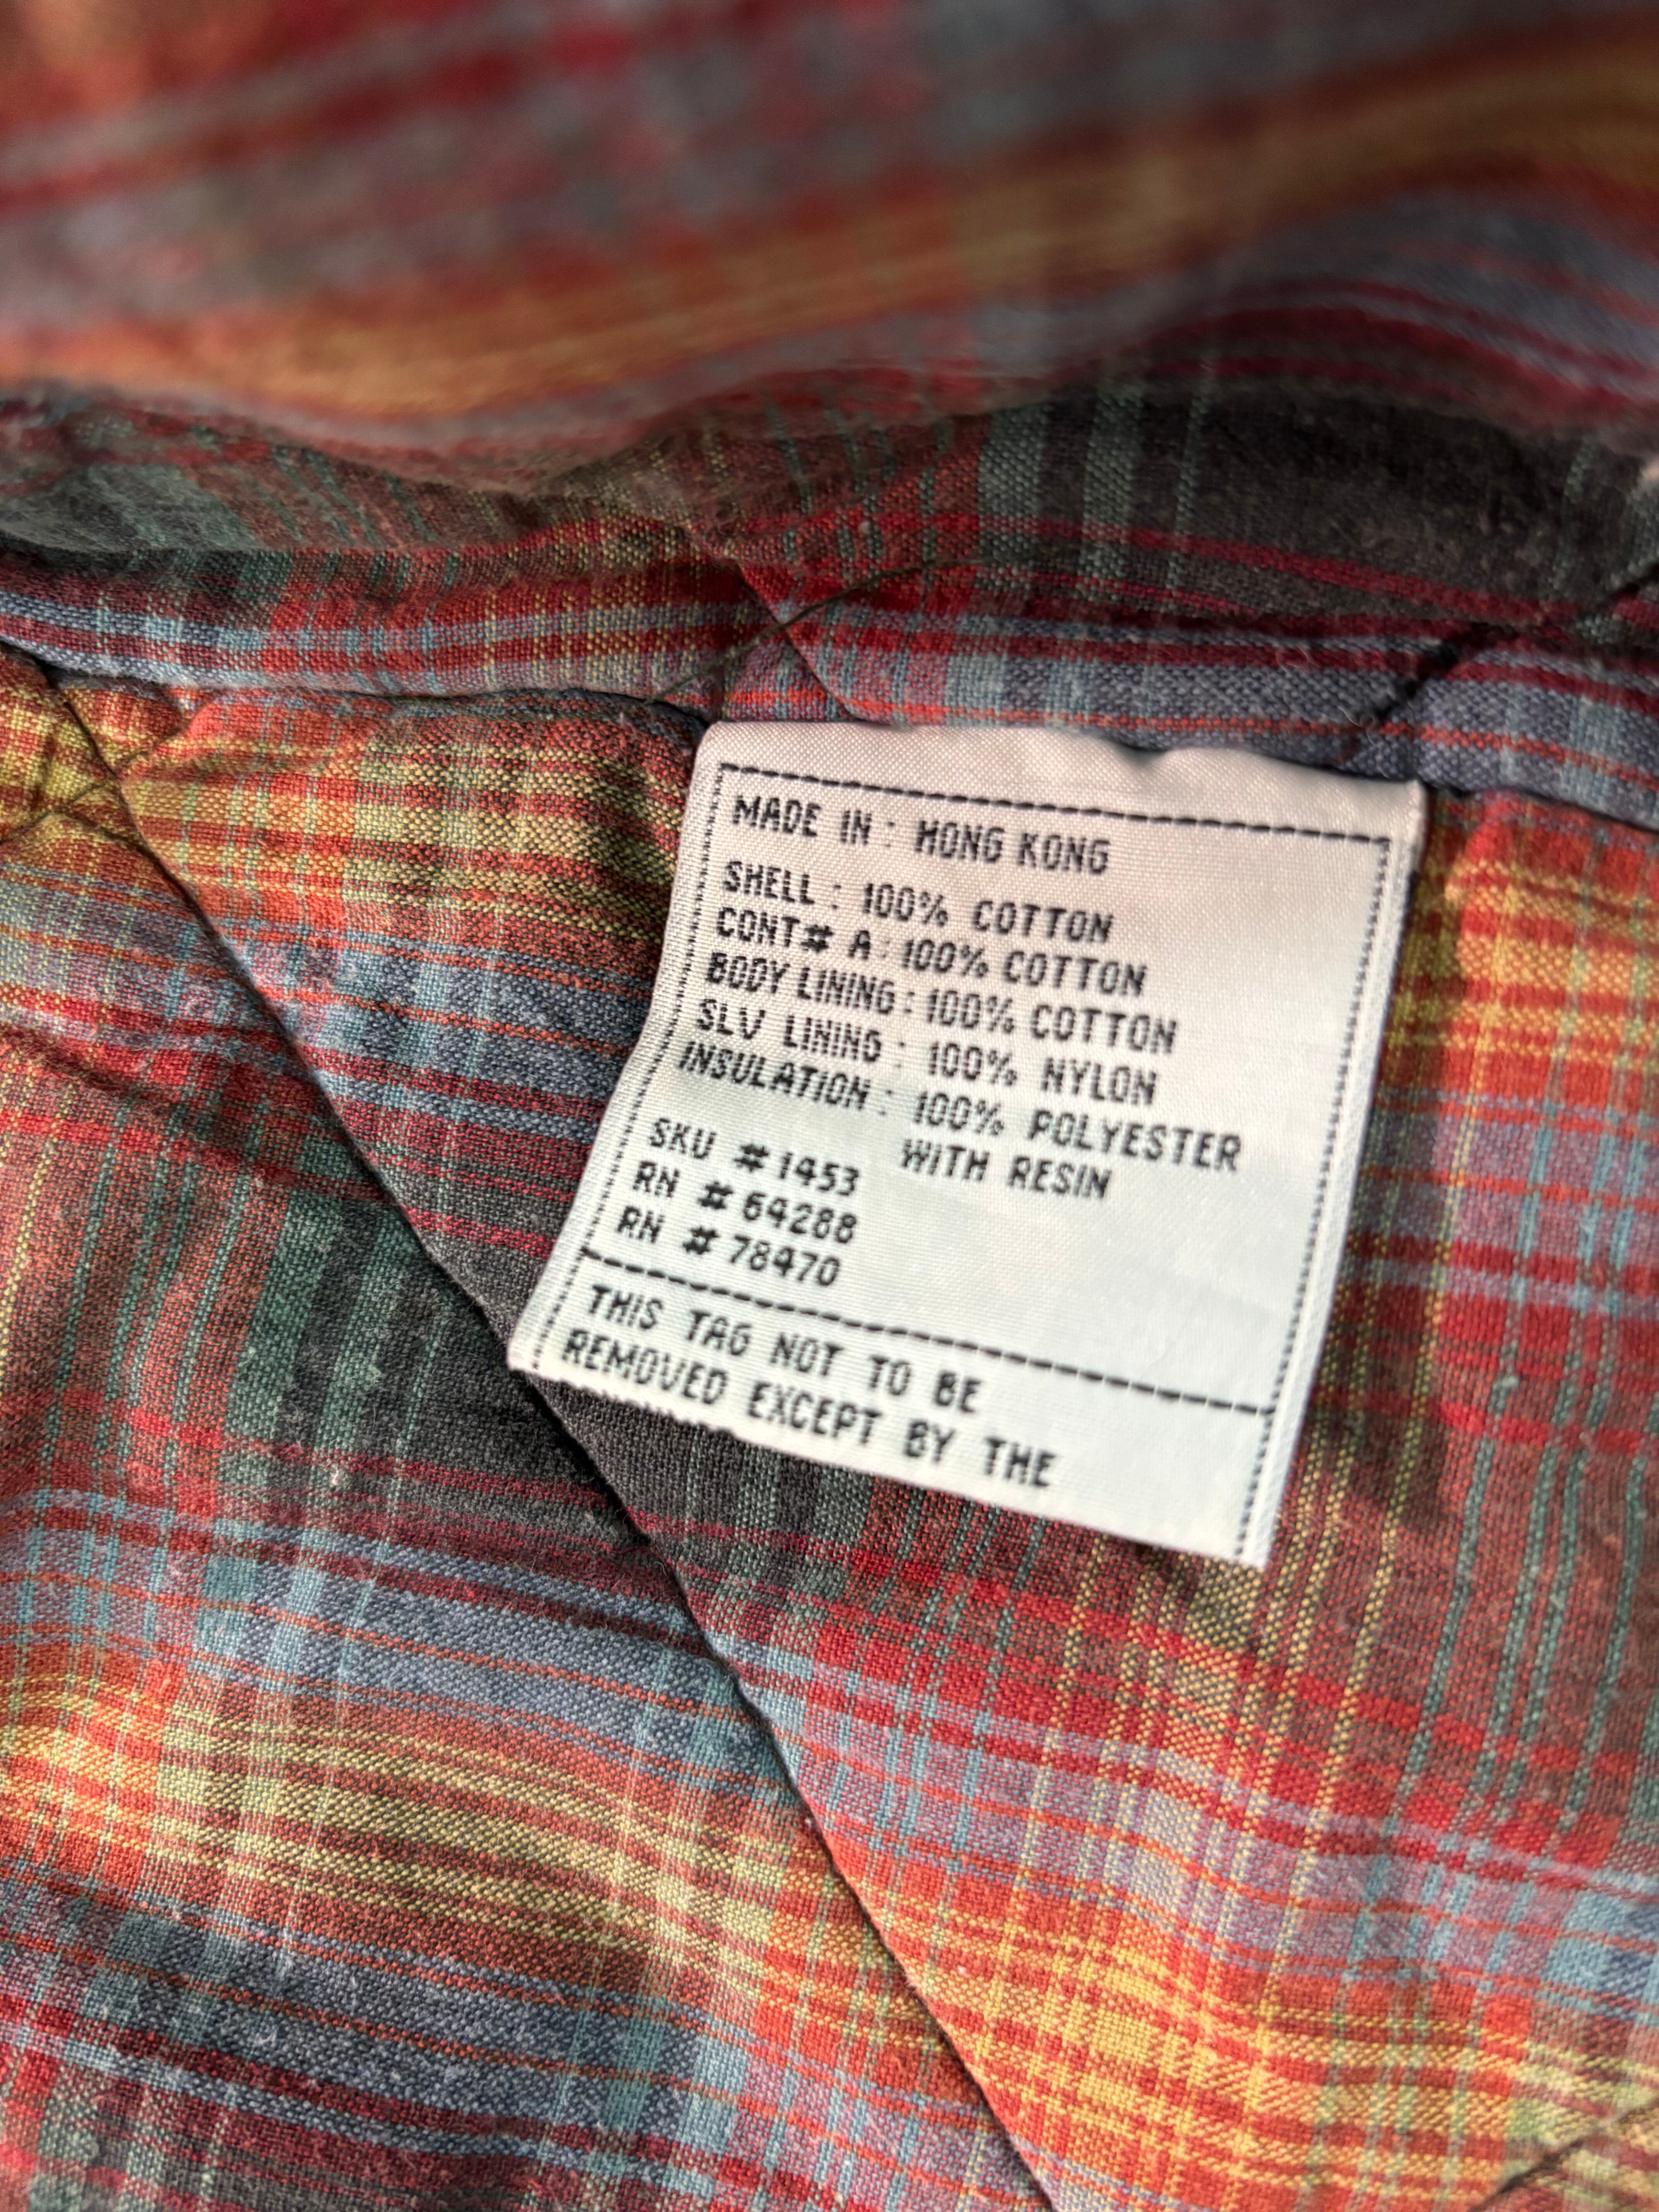 MADE IN : HONG KONG
SHELL : 100% COTTON
CONT# A : 100% COTTON
BODY LINING : 100% COTTON
SLV LINING : 100% NYLON
INSULATION : 100% POLYESTER
WITH RESIN
SKU #1453
RN # 64288
RN # 78470
THIS TAG NOT TO BE
REMOVED EXCEPT BY THE